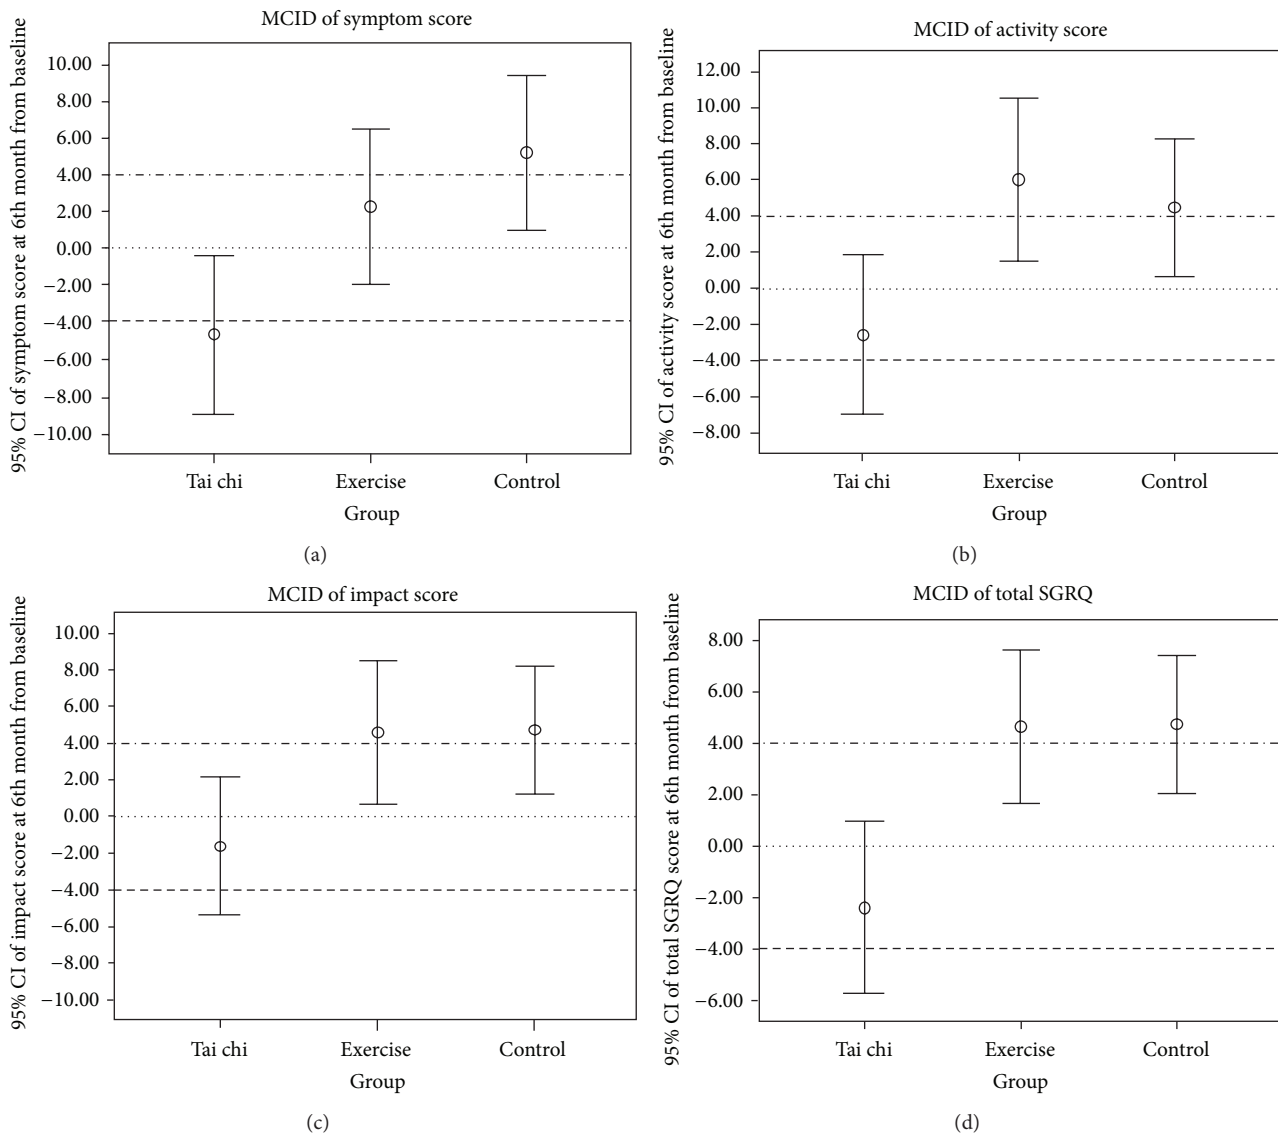 MCID of symptom score
95% CI of symptom score at 6th month from baseline
10.00
8.00
6.00
4.00
2.00
0.00
−2.00
−4.00
−6.00
−8.00
−10.00
Tai chi
Exercise
Control
Group
(a)
MCID of activity score
95% CI of activity score at 6th month from baseline
12.00
10.00
8.00
6.00
4.00
2.00
0.00
−2.00
−4.00
−6.00
−8.00
Tai chi
Exercise
Control
Group
(b)
MCID of impact score
95% CI of impact score at 6th month from baseline
10.00
8.00
6.00
4.00
2.00
0.00
−2.00
−4.00
−6.00
−8.00
−10.00
Tai chi
Exercise
Control
Group
(c)
MCID of total SGRQ
95% CI of total SGRQ score at 6th month from baseline
8.00
6.00
4.00
2.00
0.00
−2.00
−4.00
−6.00
Tai chi
Exercise
Control
Group
(d)